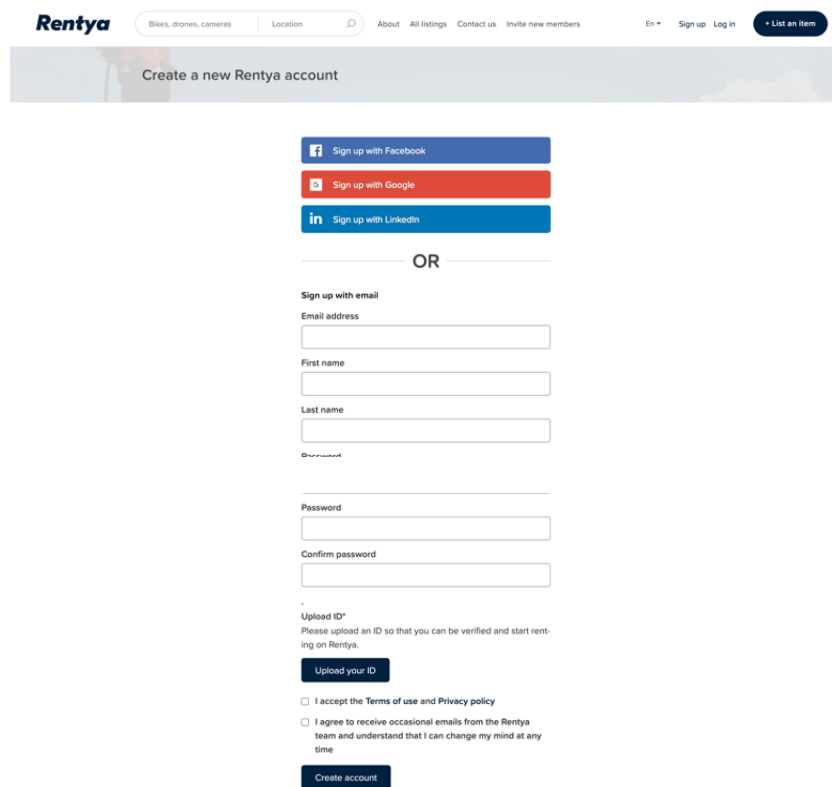 Rentya
Bikes, drones, cameras
Location
About
All listings
Contact us
Invite new members
En
Sign up
Log in
+ List an item
Create a new Rentya account
Sign up with Facebook
G
Sign up with Google
in
Sign up with LinkedIn
OR
Sign up with email
Email address
First name
Last name
Password
Password
Confirm password
.
Upload ID*
Please upload an ID so that you can be verified and start rent-
ing on Rentya.
Upload your ID
I accept the Terms of use and Privacy policy
I agree to receive occasional emails from the Rentya
team and understand that I can change my mind at any
time
Create account